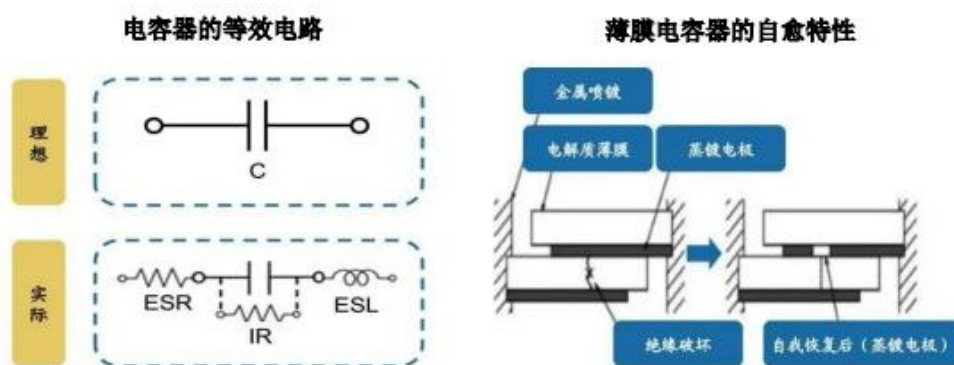 电容器的等效电路
理想
C
实际
ESR
IR
ESL
薄膜电容器的自愈特性
金属喷镀
电解质薄膜
蒸镀电极
绝缘破坏
自我恢复后（蒸镀电极）